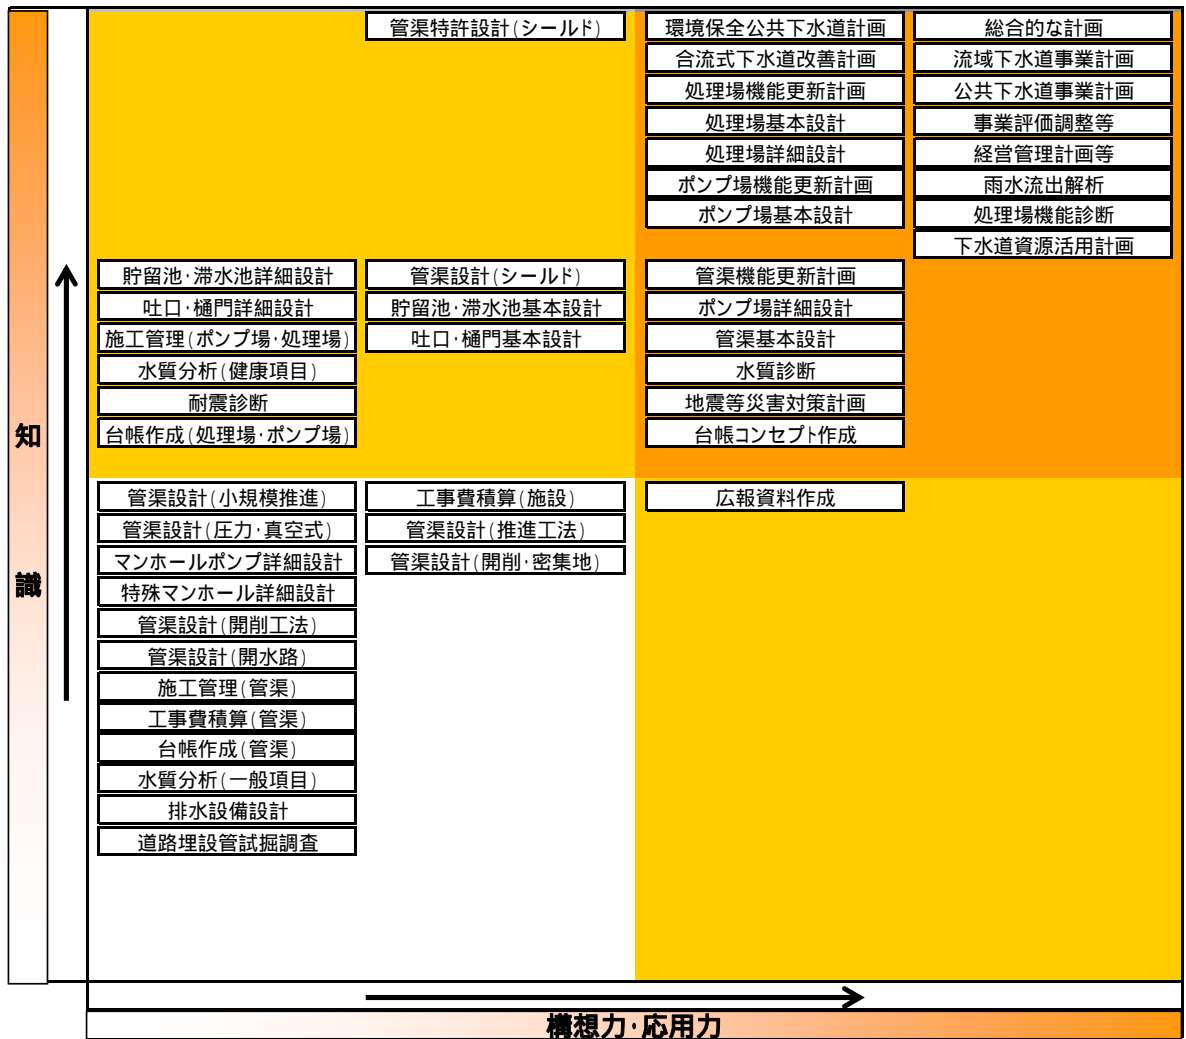 管渠特許設計(シールド)
環境保全公共下水道計画
総合的な計画
合流式下水道改善計画
流域下水道事業計画
処理場機能更新計画
公共下水道事業計画
処理場基本設計
事業評価調整等
処理場詳細設計
経営管理計画等
ポンプ場機能更新計画
雨水流出解析
ポンプ場基本設計
処理場機能診断
下水道資源活用計画
貯留池・滞水池詳細設計
管渠設計(シールド)
管渠機能更新計画
吐口・樋門詳細設計
貯留池・滞水池基本設計
ポンプ場詳細設計
施工管理(ポンプ場・処理場)
吐口・樋門基本設計
管渠基本設計
水質分析(健康項目)
水質診断
耐震診断
地震等災害対策計画
台帳作成(処理場・ポンプ場)
台帳コンセプト作成
管渠設計(小規模推進)
工事費積算(施設)
広報資料作成
管渠設計(圧力・真空式)
管渠設計(推進工法)
マンホールポンプ詳細設計
管渠設計(開削・密集地)
特殊マンホール詳細設計
管渠設計(開削工法)
管渠設計(開水路)
施工管理(管渠)
工事費積算(管渠)
台帳作成(管渠)
水質分析(一般項目)
排水設備設計
道路埋設管試掘調査
知識
構想力・応用力